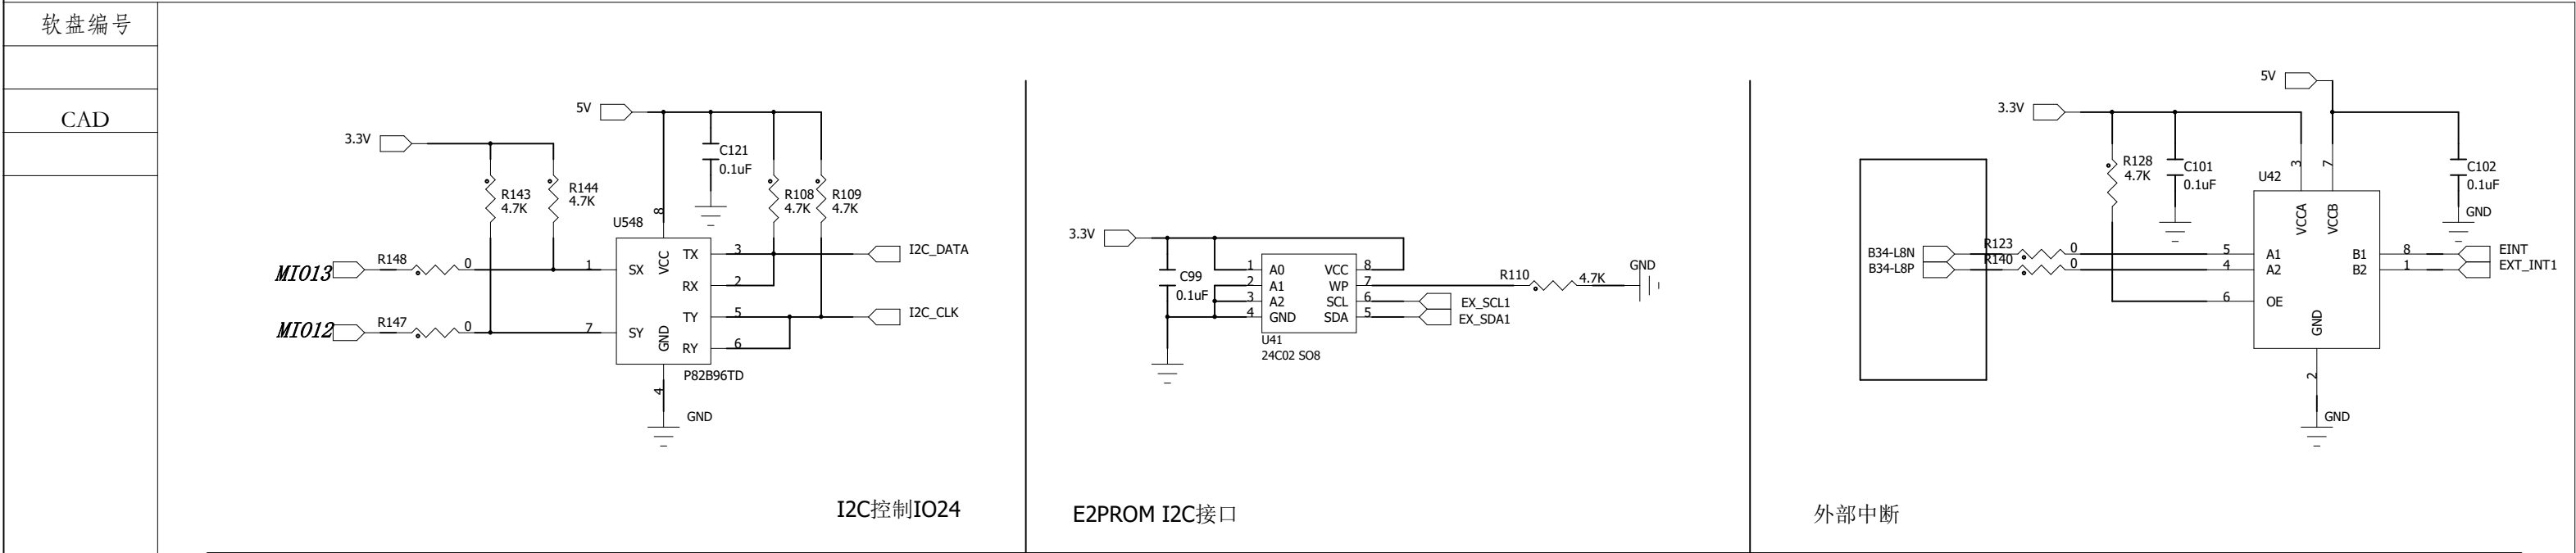 软盘编号
CAD
3.3V
5V
C121
0.1uF
R143
4.7K
R144
4.7K
R108
4.7K
R109
4.7K
U548
8
VCC
SX
SY
TX
RX
TY
RY
GND
1
7
3
2
5
6
4
MIO13
R148
0
MIO12
R147
0
I2C_DATA
I2C_CLK
P82B96TD
GND
I2C控制IO24
3.3V
C99
0.1uF
1
2
3
4
A0
A1
A2
GND
VCC
WP
SCL
SDA
8
7
6
5
U41
24C02 SO8
R110
4.7K
GND
EX_SCL1
EX_SDA1
E2PROM I2C接口
5V
3.3V
R128
4.7K
C101
0.1uF
C102
0.1uF
GND
U42
3
7
VCCA
VCCB
B34-L8N
R123
0
5
A1
B1
8
EINT
B34-L8P
R140
0
4
A2
B2
1
EXT_INT1
6
OE
GND
2
GND
外部中断